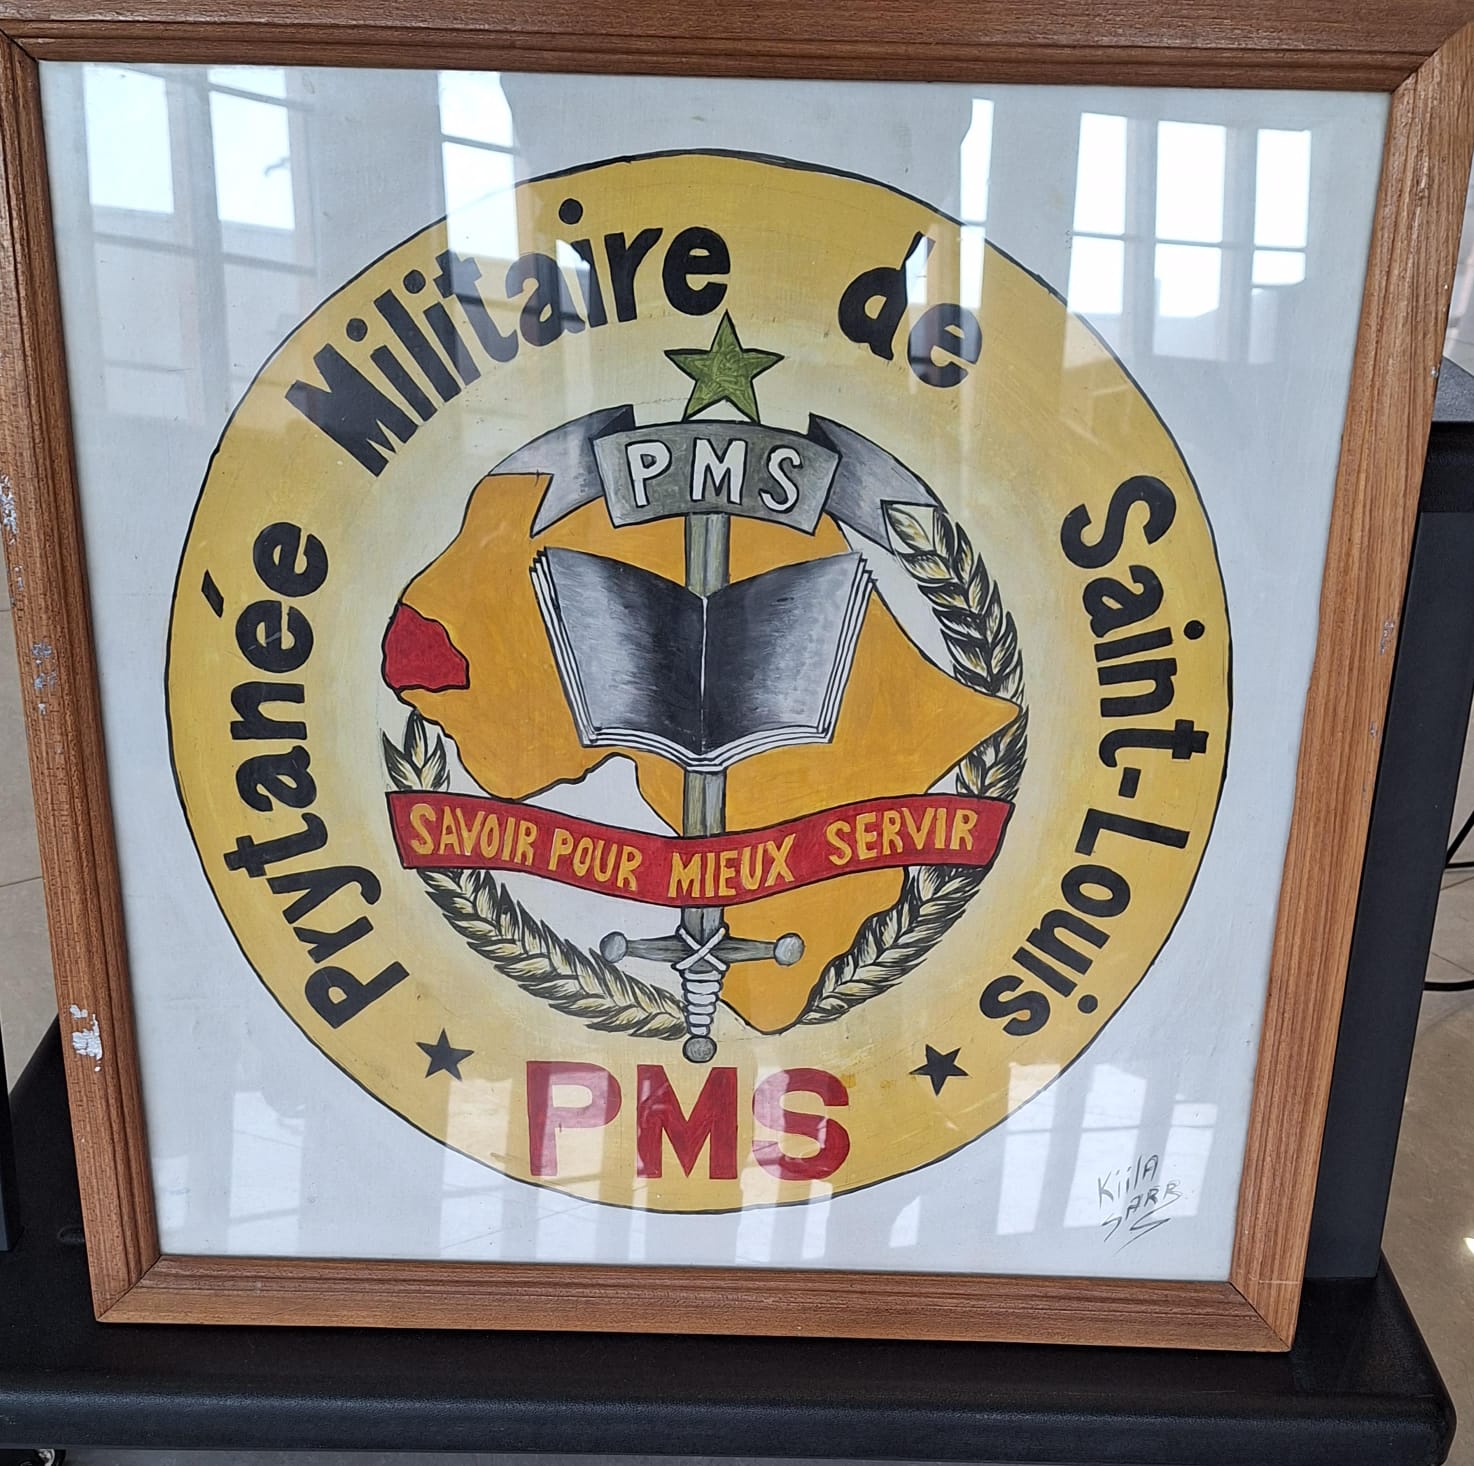 Prytanée Militaire de Saint-Louis
PMS
SAVOIR POUR MIEUX SERVIR
PMS
KiilA
SARR